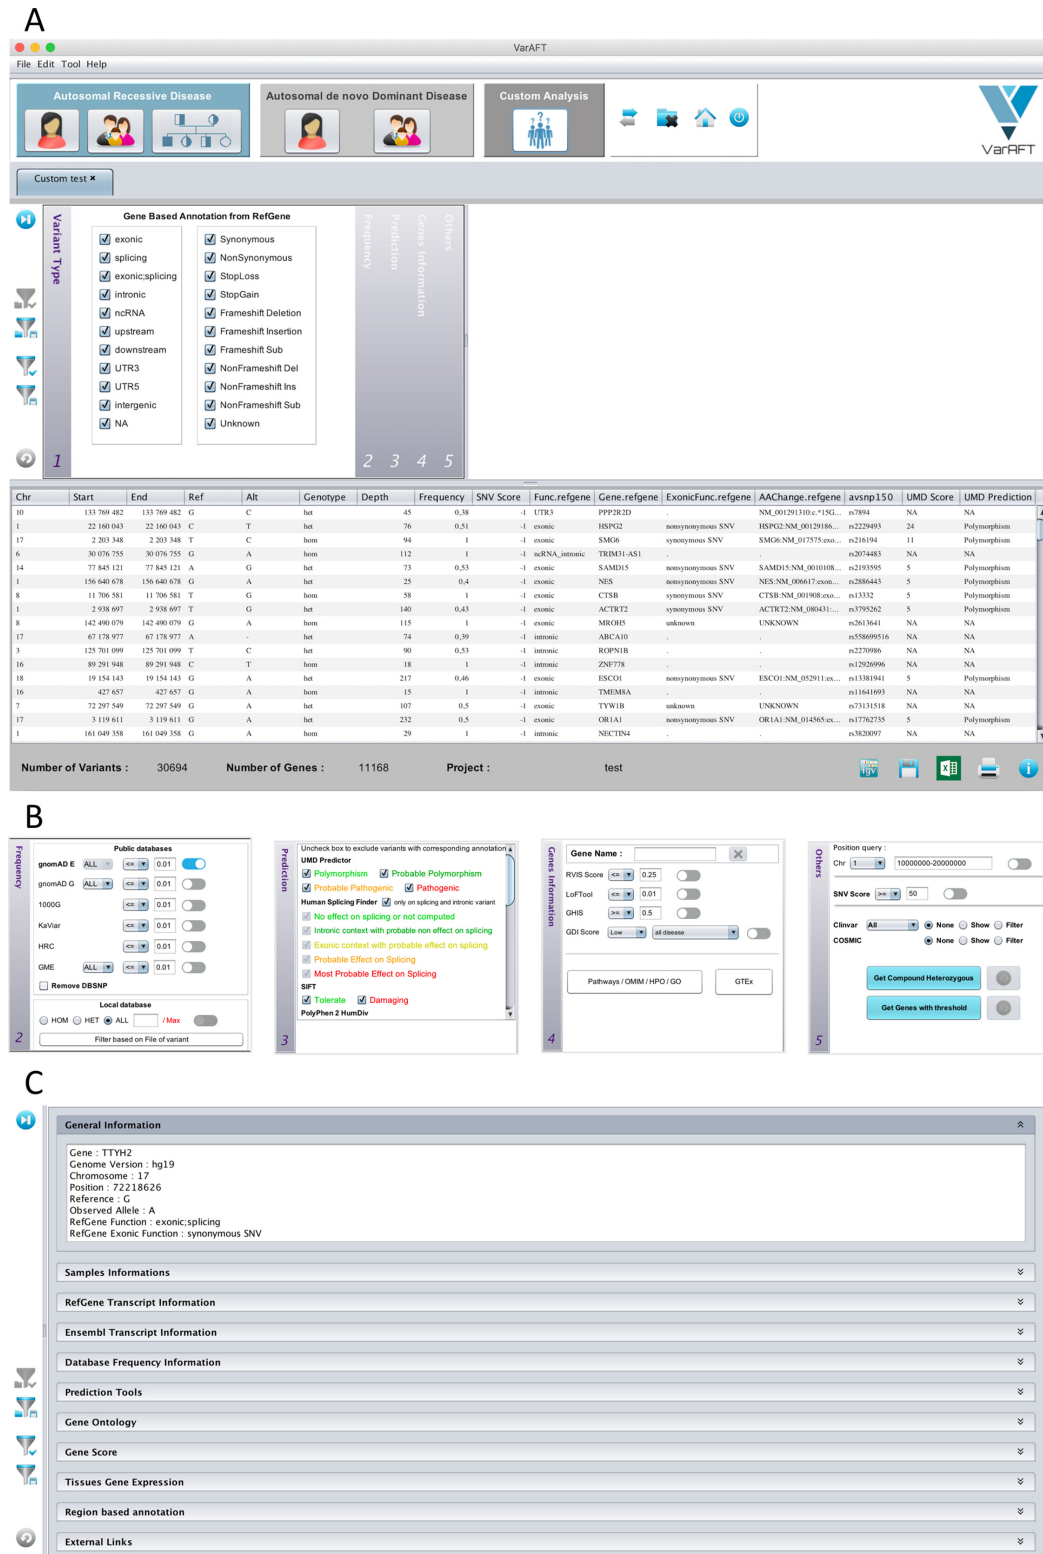 A
VarAFT
File Edit Tool Help
Autosomal Recessive Disease
Autosomal de novo Dominant Disease
Custom Analysis
VarAFT
Custom test ×
Variant Type
1
Gene Based Annotation from RefGene
exonic
splicing
exonic;splicing
intronic
ncRNA
upstream
downstream
UTR3
UTR5
intergenic
NA
Synonymous
NonSynonymous
StopLoss
StopGain
Frameshift Deletion
Frameshift Insertion
Frameshift Sub
NonFrameshift Del
NonFrameshift Ins
NonFrameshift Sub
Unknown
Frequency
2
Prediction
3
Genes Information
4
Others
5
Chr Start End Ref Alt Genotype Depth Frequency SNV Score Func.refgene Gene.refgene ExonicFunc.refgene AAChange.refgene avsnp150 UMD Score UMD Prediction
10 133 769 482 133 769 482 G C het 45 0,38 -1 UTR3 PPP2R2D . NM_001291310:c.*15G... rs7894 NA NA
1 22 160 043 22 160 043 C T het 76 0,51 -1 exonic HSPG2 nonsynonymous SNV HSPG2:NM_00129186... rs2229493 24 Polymorphism
17 2 203 348 2 203 348 T C hom 94 1 -1 exonic SMG6 synonymous SNV SMG6:NM_017575:exo... rs216194 11 Polymorphism
6 30 076 755 30 076 755 G A hom 112 1 -1 ncRNA_intronic TRIM31-AS1 . . rs2074483 NA NA
14 77 845 121 77 845 121 A G het 73 0,53 -1 exonic SAMD15 nonsynonymous SNV SAMD15:NM_0010108... rs2193595 5 Polymorphism
1 156 640 678 156 640 678 G A het 25 0,4 -1 exonic NES nonsynonymous SNV NES:NM_006617:exon... rs2886443 5 Polymorphism
8 11 706 581 11 706 581 T G hom 58 1 -1 exonic CTSB synonymous SNV CTSB:NM_001908:exo... rs13332 5 Polymorphism
1 2 938 697 2 938 697 T G het 140 0,43 -1 exonic ACTRT2 synonymous SNV ACTRT2:NM_080431:... rs3795262 5 Polymorphism
8 142 490 079 142 490 079 G A hom 115 1 -1 exonic MROH5 unknown UNKNOWN rs2613641 NA NA
17 67 178 977 67 178 977 A - het 74 0,39 -1 intronic ABCA10 . . rs558699516 NA NA
3 125 701 099 125 701 099 T C het 90 0,53 -1 intronic ROPN1B . . rs2270986 NA NA
16 89 291 948 89 291 948 C T hom 18 1 -1 intronic ZNF778 . . rs12926996 NA NA
18 19 154 143 19 154 143 G A het 217 0,46 -1 exonic ESCO1 nonsynonymous SNV ESCO1:NM_052911:ex... rs13381941 5 Polymorphism
16 427 657 427 657 G A hom 15 1 -1 intronic TMEM8A . . rs11641693 NA NA
7 72 297 549 72 297 549 G A het 107 0,5 -1 exonic TYW1B unknown UNKNOWN rs73131518 NA NA
17 3 119 611 3 119 611 G A het 232 0,5 -1 exonic OR1A1 nonsynonymous SNV OR1A1:NM_014565:ex... rs17762735 5 Polymorphism
1 161 049 358 161 049 358 G A hom 29 1 -1 intronic NECTIN4 . . rs3820097 NA NA
Number of Variants : 30694 Number of Genes : 11168 Project : test
igv
B
Frequency
2
Public databases
gnomAD E ALL <= 0.01
gnomAD G ALL <= 0.01
1000G <= 0.01
KaViar <= 0.01
HRC <= 0.01
GME ALL <= 0.01
Remove DBSNP
Local database
HOM HET ALL / Max
Filter based on File of variant
Prediction
3
Uncheck box to exclude variants with corresponding annotation
UMD Predictor
Polymorphism Probable Polymorphism
Probable Pathogenic Pathogenic
Human Splicing Finder only on splicing and intronic variant
No effect on splicing or not computed
Intronic context with probable non effect on splicing
Exonic context with probable effect on splicing
Probable Effect on Splicing
Most Probable Effect on Splicing
SIFT
Tolerate Damaging
PolyPhen 2 HumDiv
Genes Information
4
Gene Name :
RVIS Score <= 0.25
LoFTool <= 0.01
GHIS >= 0.5
GDI Score Low all disease
Pathways / OMIM / HPO / GO
GTEx
Others
5
Position query :
Chr 1 10000000-20000000
SNV Score >= 50
Clinvar All None Show Filter
COSMIC None Show Filter
Get Compound Heterozygous
Get Genes with threshold
C
General Information
Gene : TTYH2
Genome Version : hg19
Chromosome : 17
Position : 72218626
Reference : G
Observed Allele : A
RefGene Function : exonic;splicing
RefGene Exonic Function : synonymous SNV
Samples Informations
RefGene Transcript Information
Ensembl Transcript Information
Database Frequency Information
Prediction Tools
Gene Ontology
Gene Score
Tissues Gene Expression
Region based annotation
External Links